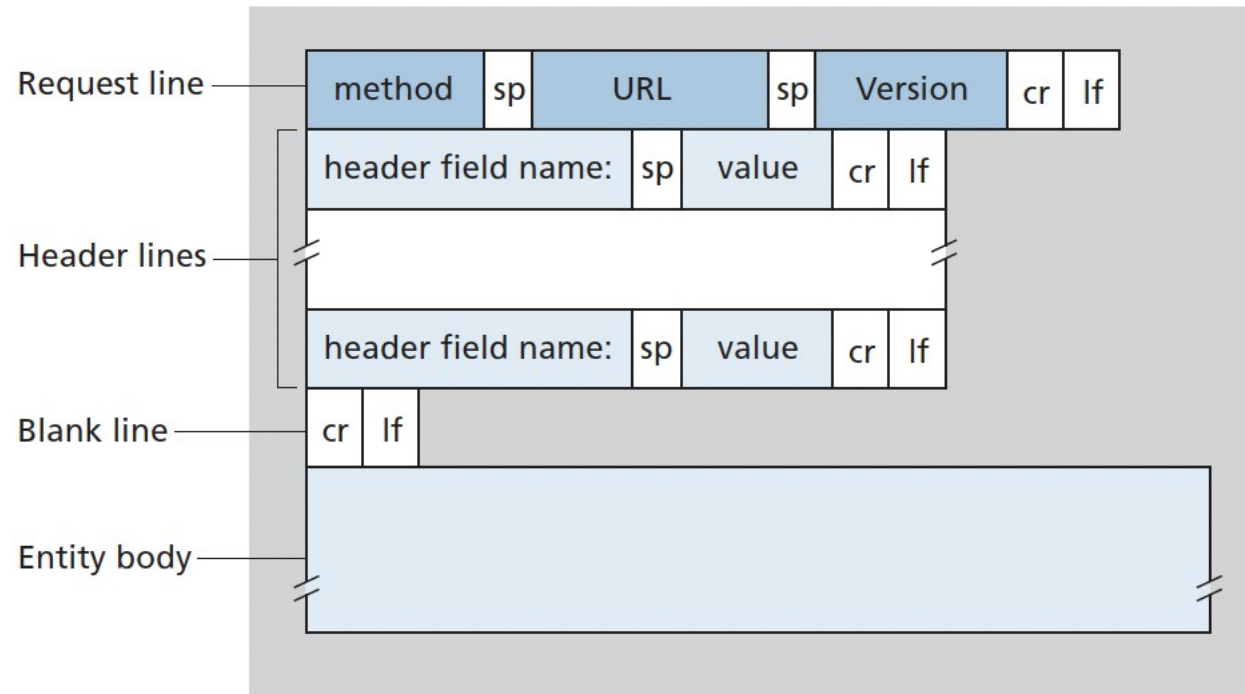 Request line method sp URL sp Version cr lf
header field name: sp value cr lf
Header lines
header field name: sp value cr lf
Blank line cr lf
Entity body